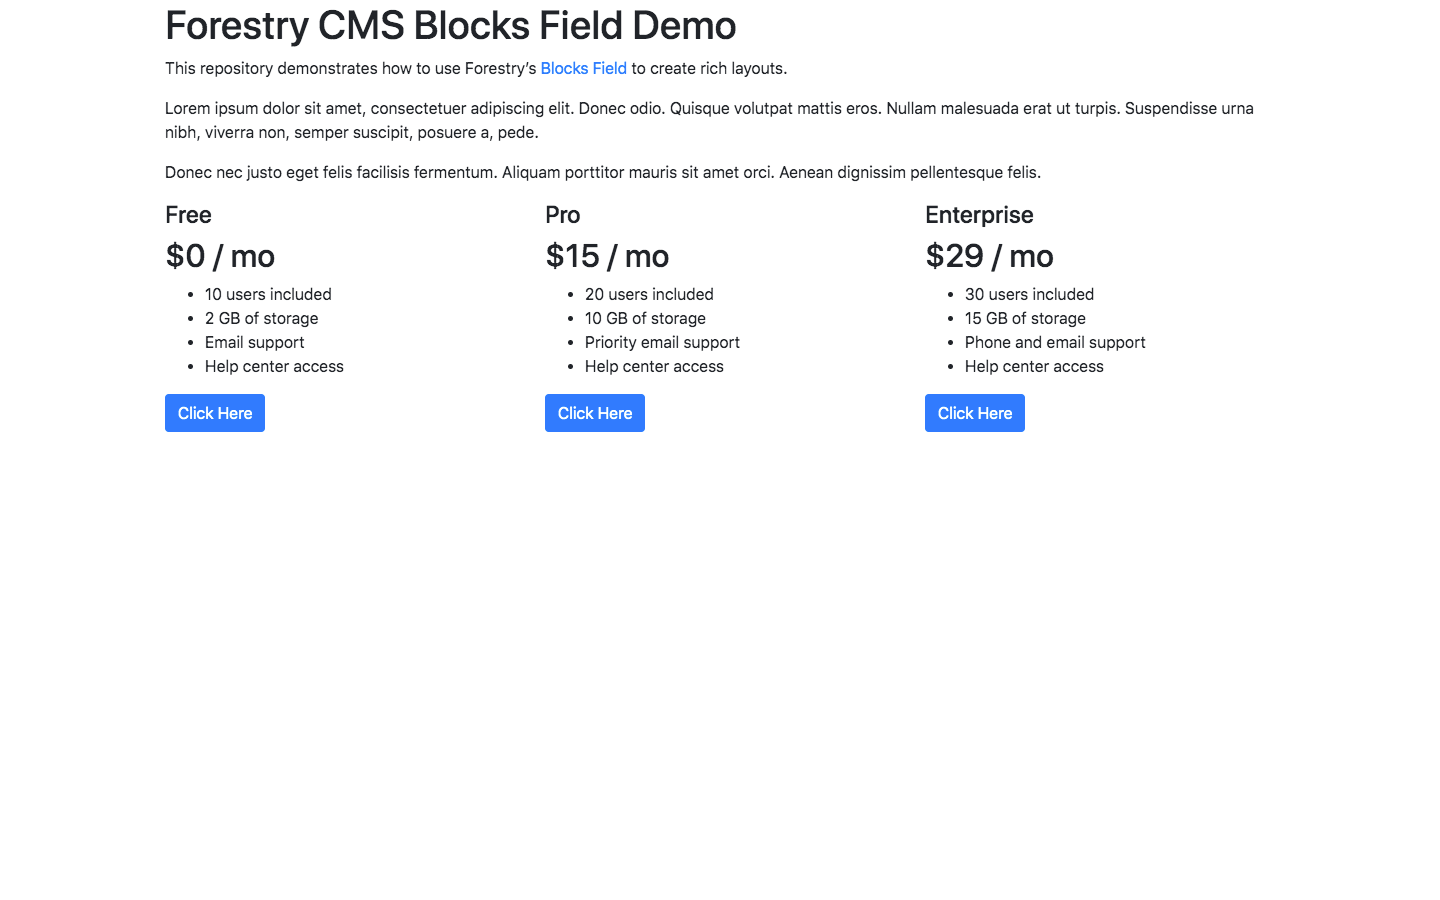 Forestry CMS Blocks Field Demo
This repository demonstrates how to use Forestry’s Blocks Field to create rich layouts.
Lorem ipsum dolor sit amet, consectetuer adipiscing elit. Donec odio. Quisque volutpat mattis eros. Nullam malesuada erat ut turpis. Suspendisse urna
nibh, viverra non, semper suscipit, posuere a, pede.
Donec nec justo eget felis facilisis fermentum. Aliquam porttitor mauris sit amet orci. Aenean dignissim pellentesque felis.
Free
$0 / mo
10 users included
2 GB of storage
Email support
Help center access
Click Here
Pro
$15 / mo
20 users included
10 GB of storage
Priority email support
Help center access
Click Here
Enterprise
$29 / mo
30 users included
15 GB of storage
Phone and email support
Help center access
Click Here